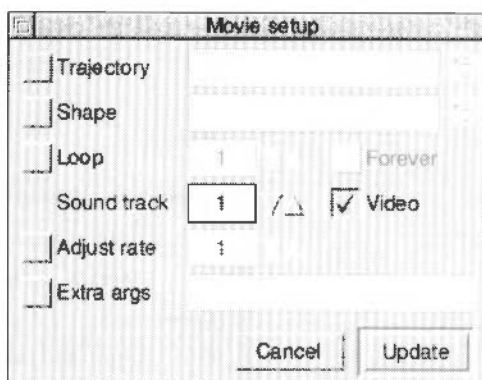 Movie setup
Trajectory
Shape
Loop 1 Forever
Sound track 1 Video
Adjust rate 1
Extra args
Cancel Update